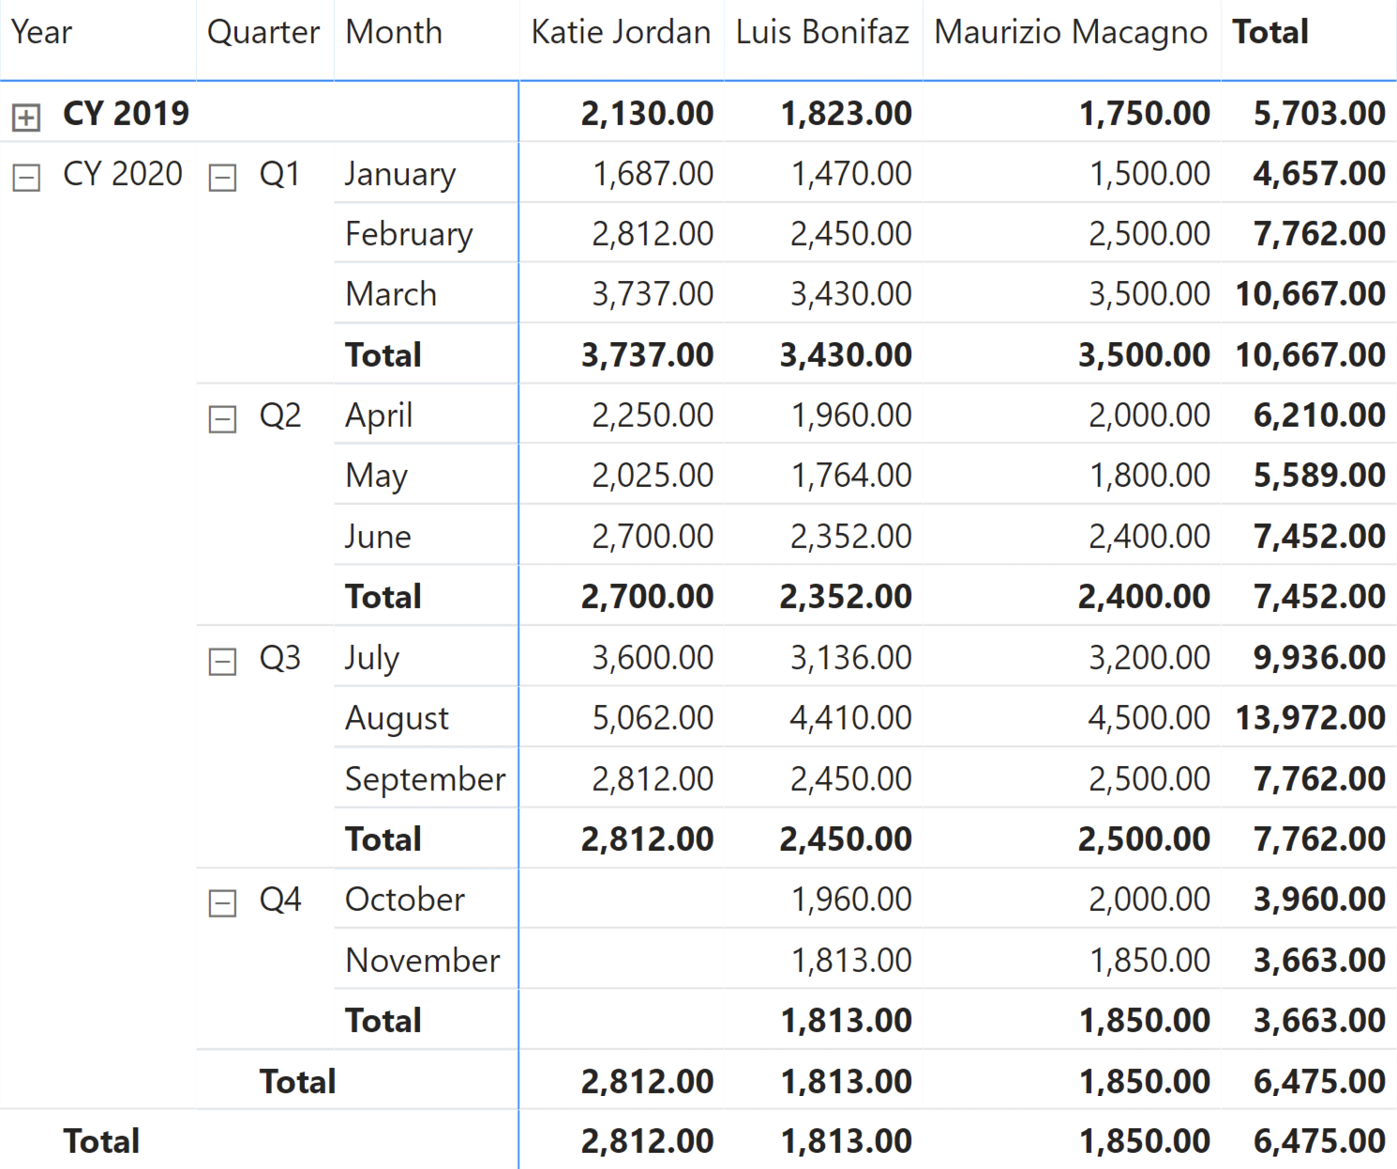 Year Quarter Month Katie Jordan Luis Bonifaz Maurizio Macagno Total
CY 2019 2,130.00 1,823.00 1,750.00 5,703.00
CY 2020 Q1 January 1,687.00 1,470.00 1,500.00 4,657.00
February 2,812.00 2,450.00 2,500.00 7,762.00
March 3,737.00 3,430.00 3,500.00 10,667.00
Total 3,737.00 3,430.00 3,500.00 10,667.00
Q2 April 2,250.00 1,960.00 2,000.00 6,210.00
May 2,025.00 1,764.00 1,800.00 5,589.00
June 2,700.00 2,352.00 2,400.00 7,452.00
Total 2,700.00 2,352.00 2,400.00 7,452.00
Q3 July 3,600.00 3,136.00 3,200.00 9,936.00
August 5,062.00 4,410.00 4,500.00 13,972.00
September 2,812.00 2,450.00 2,500.00 7,762.00
Total 2,812.00 2,450.00 2,500.00 7,762.00
Q4 October 1,960.00 2,000.00 3,960.00
November 1,813.00 1,850.00 3,663.00
Total 1,813.00 1,850.00 3,663.00
Total 2,812.00 1,813.00 1,850.00 6,475.00
Total 2,812.00 1,813.00 1,850.00 6,475.00